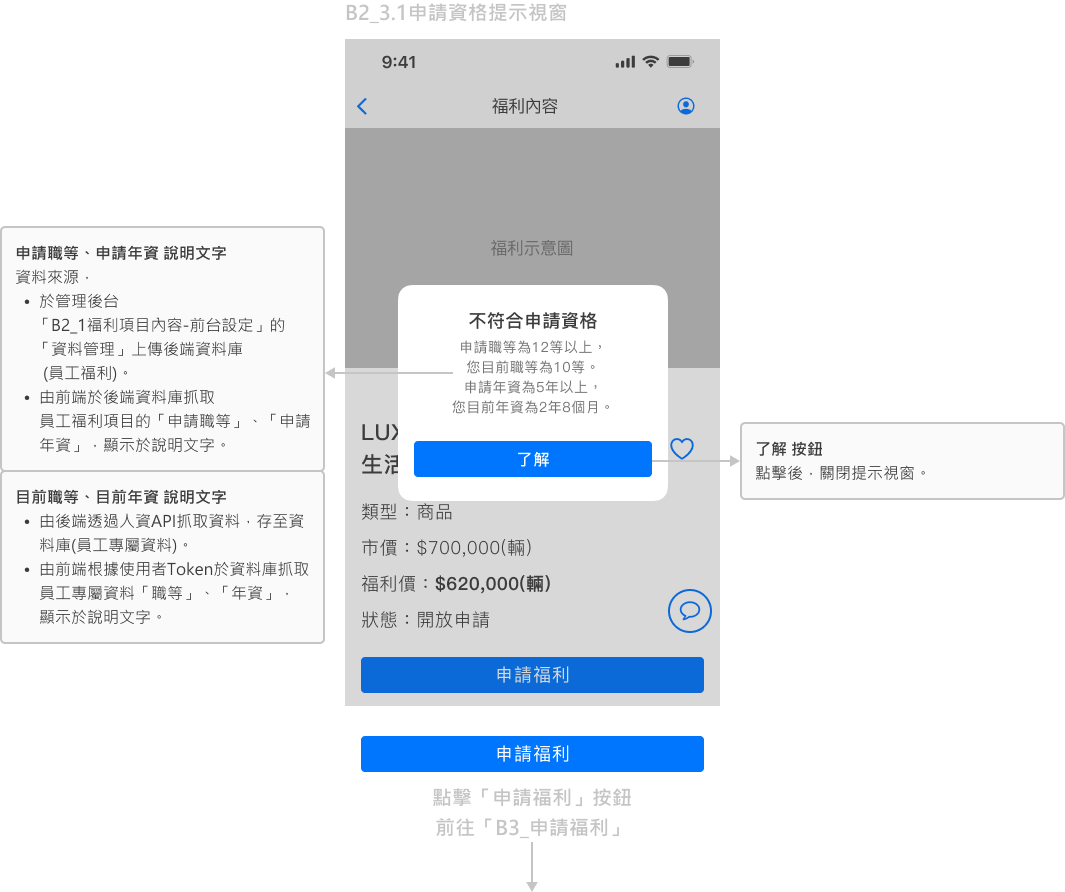 B2_3.1申請資格提示視窗
9:41
福利內容
福利示意圖
不符合申請資格
申請職等為12等以上，
您目前職等為10等。
申請年資為5年以上，
您目前年資為2年8個月。
了解
LUX
生活
類型：商品
市價：$700,000(輛)
福利價：$620,000(輛)
狀態：開放申請
申請福利
申請福利
點擊「申請福利」按鈕
前往「B3_申請福利」
申請職等、申請年資 說明文字
資料來源，
• 於管理後台
「B2_1福利項目內容-前台設定」的
「資料管理」上傳後端資料庫
(員工福利)。
• 由前端於後端資料庫抓取
員工福利項目的「申請職等」、「申請
年資」，顯示於說明文字。
目前職等、目前年資 說明文字
• 由後端透過人資API抓取資料，存至資
料庫(員工專屬資料)。
• 由前端根據使用者Token於資料庫抓取
員工專屬資料「職等」、「年資」，
顯示於說明文字。
了解 按鈕
點擊後，關閉提示視窗。